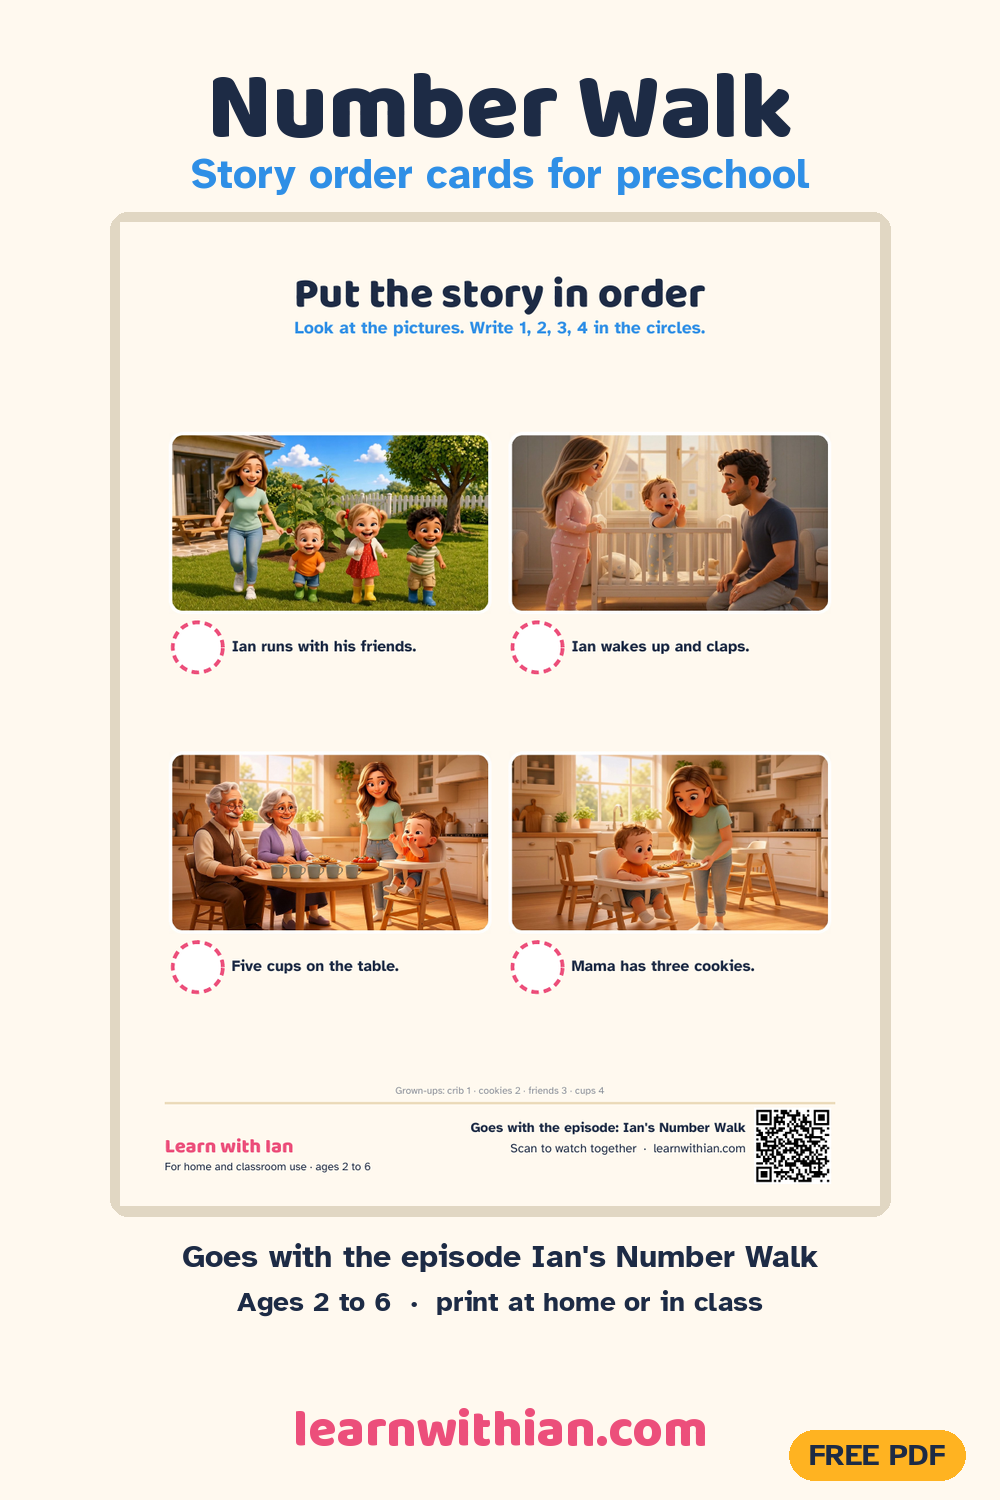 Number Walk
Story order cards for preschool
Put the story in order
Look at the pictures. Write 1, 2, 3, 4 in the circles.
Ian runs with his friends.
Ian wakes up and claps.
Five cups on the table.
Mama has three cookies.
Grown-ups: crib 1 · cookies 2 · friends 3 · cups 4
Goes with the episode: Ian's Number Walk
Scan to watch together · learnwithian.com
Learn with Ian
For home and classroom use · ages 2 to 6
Goes with the episode Ian's Number Walk
Ages 2 to 6 · print at home or in class
learnwithian.com
FREE PDF